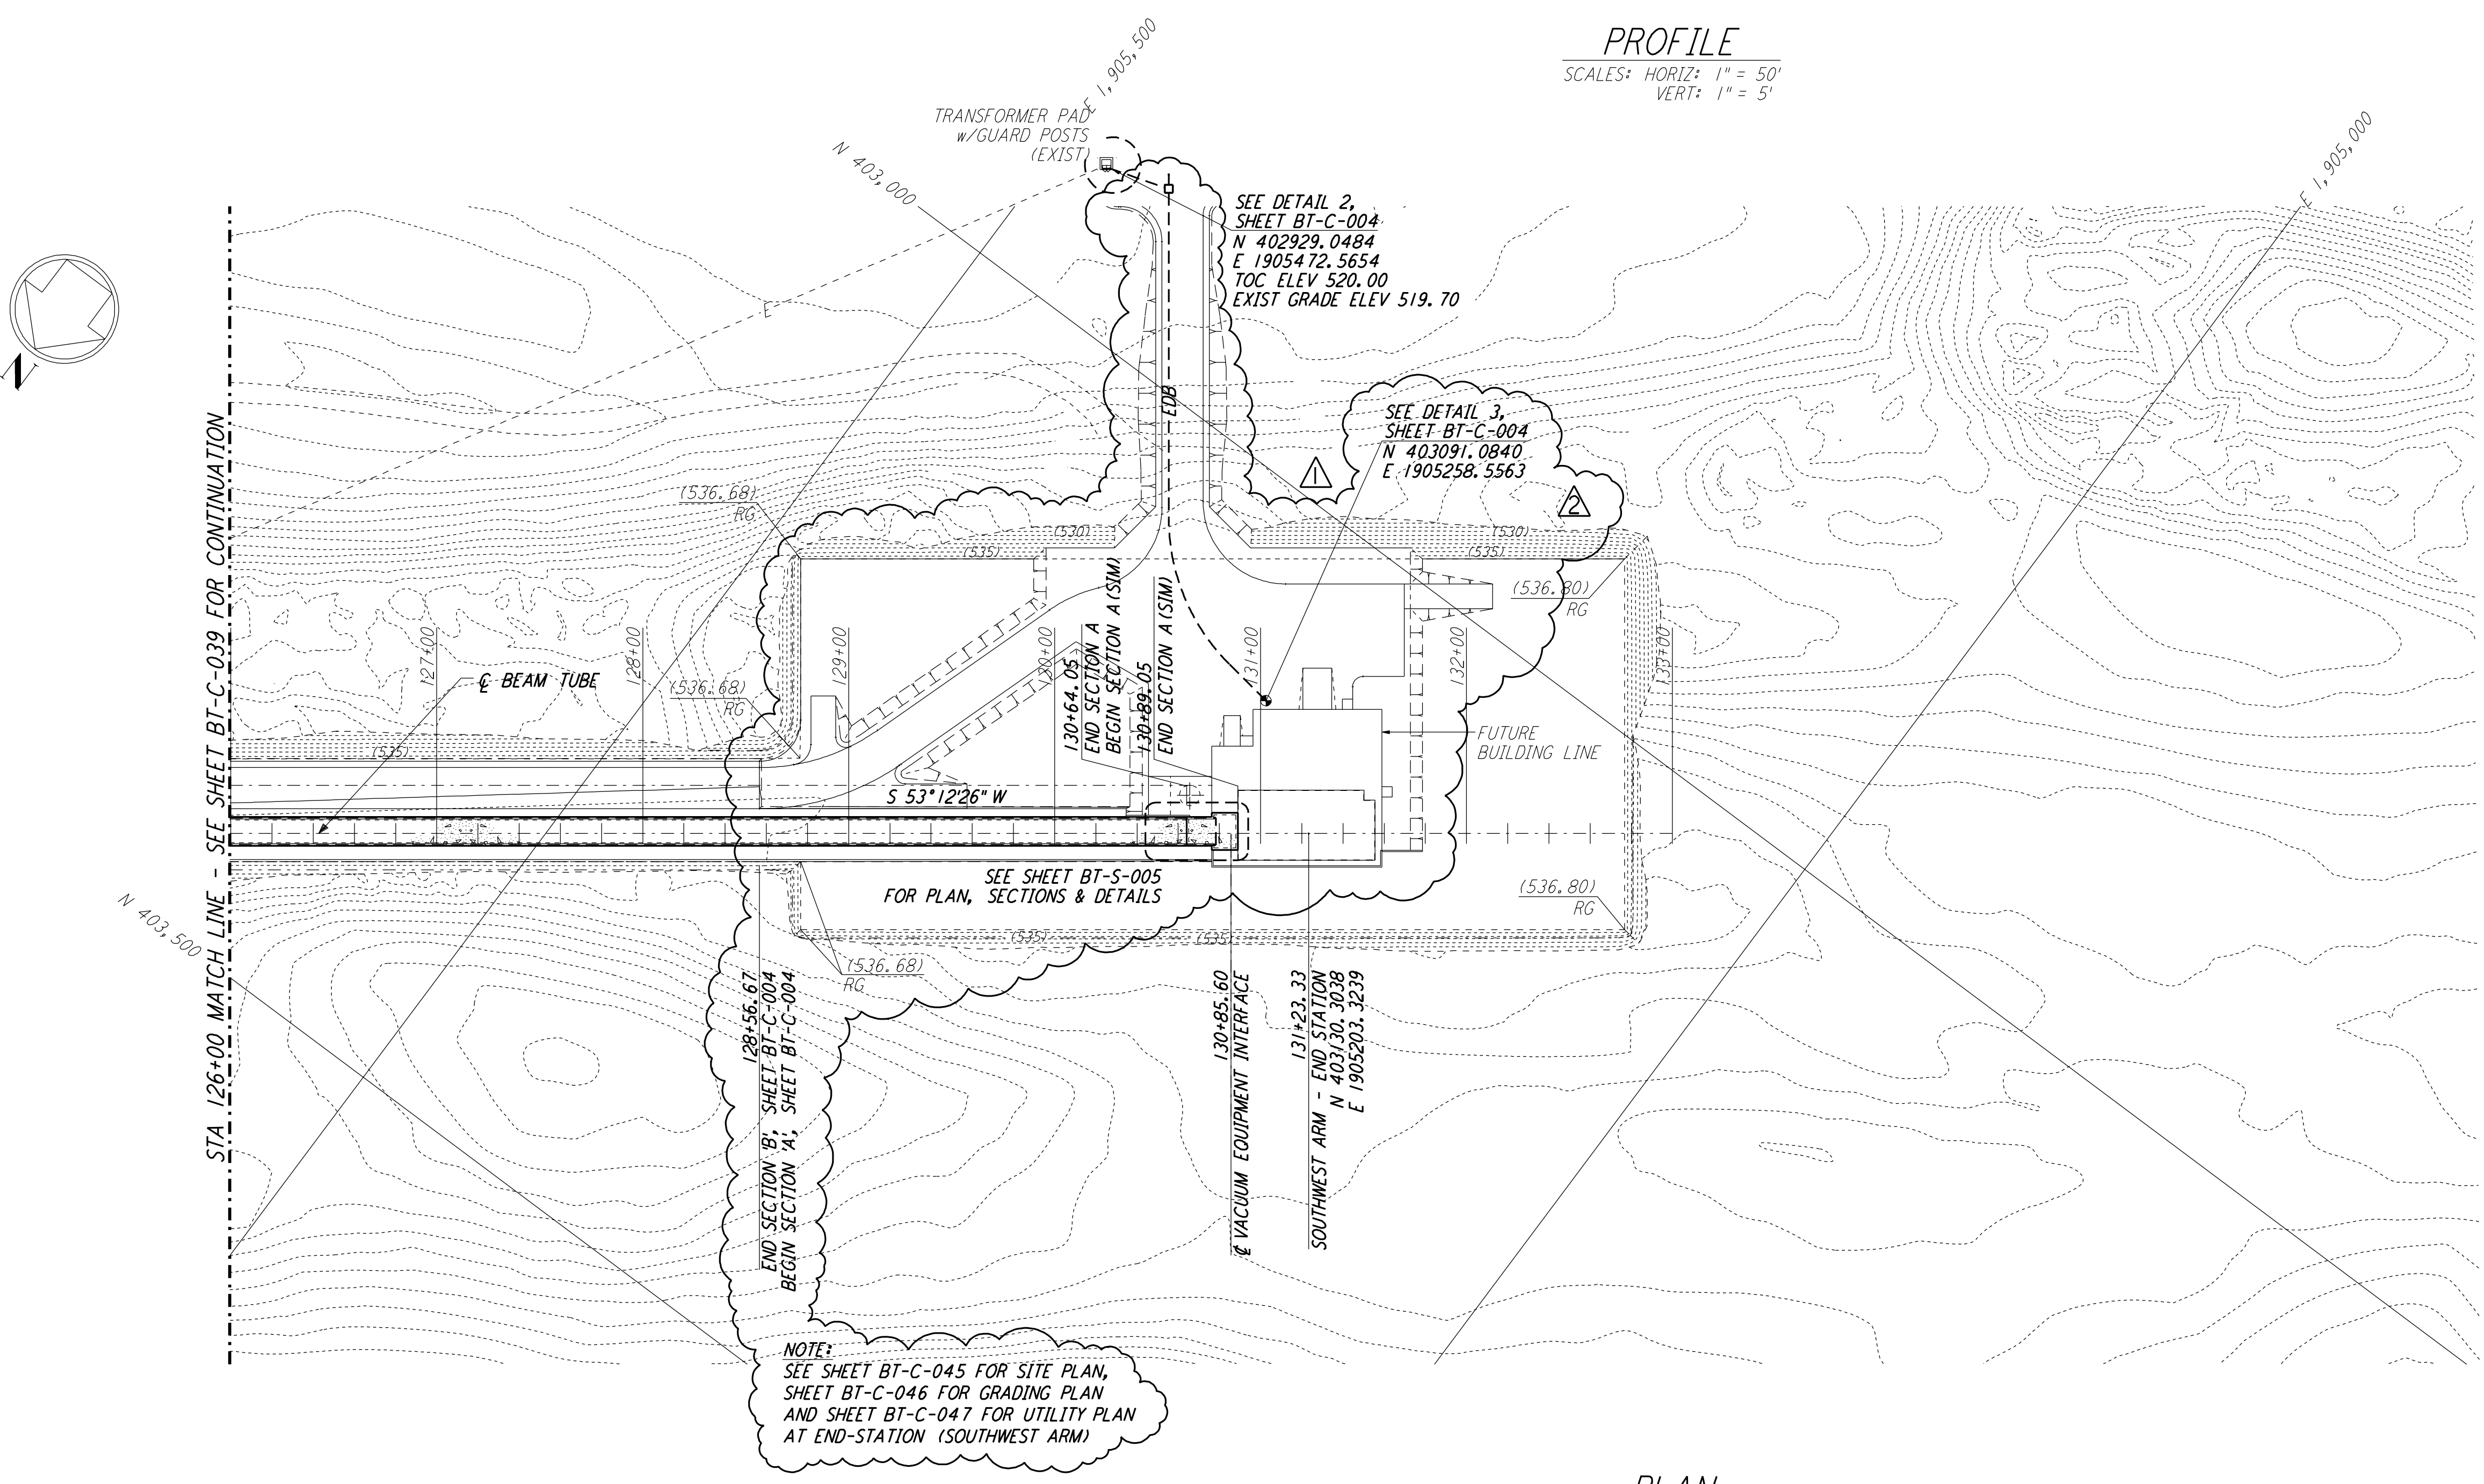 PROFILE
SCALES: HORIZ: 1" = 50'
VERT: 1" = 5'
E 1,905,500
TRANSFORMER PAD
w/GUARD POSTS
(EXIST)
N 403,000
E 1,905,000
SEE DETAIL 2,
SHEET BT-C-004
N 402929.0484
E 1905472.5654
TOC ELEV 520.00
EXIST GRADE ELEV 519.70
E
N
EDB
SEE DETAIL 3,
SHEET BT-C-004
N 403091.0840
E 1905258.5563
1
2
(536.68)
RG
(530)
(535)
(530)
(535)
(536.80)
RG
STA 126+00 MATCH LINE - SEE SHEET BT-C-039 FOR CONTINUATION
127+00
128+00
129+00
130+00
131+00
132+00
133+00
℄ BEAM TUBE
(536.68)
RG
(535)
130+64.05
END SECTION A
BEGIN SECTION A (SIM)
130+89.05
END SECTION A (SIM)
FUTURE
BUILDING LINE
S 53°12'26" W
SEE SHEET BT-S-005
FOR PLAN, SECTIONS & DETAILS
(536.80)
RG
N 403,500
(535)
(535)
(536.68)
RG
128+56.67
END SECTION 'B', SHEET BT-C-004
BEGIN SECTION 'A', SHEET BT-C-004
130+85.60
℄ VACUUM EQUIPMENT INTERFACE
131+23.33
SOUTHWEST ARM - END STATION
N 403130.3038
E 1905203.3239
NOTE:
SEE SHEET BT-C-045 FOR SITE PLAN,
SHEET BT-C-046 FOR GRADING PLAN
AND SHEET BT-C-047 FOR UTILITY PLAN
AT END-STATION (SOUTHWEST ARM)
PLAN